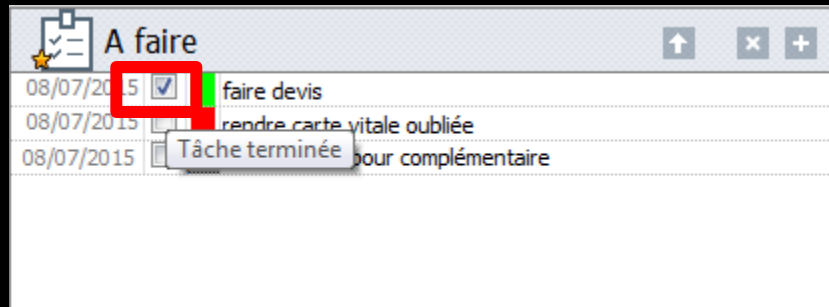 A faire
08/07/2015 faire devis
08/07/2015 rendre carte vitale oubliée
Tâche terminée
08/07/2015 pour complémentaire